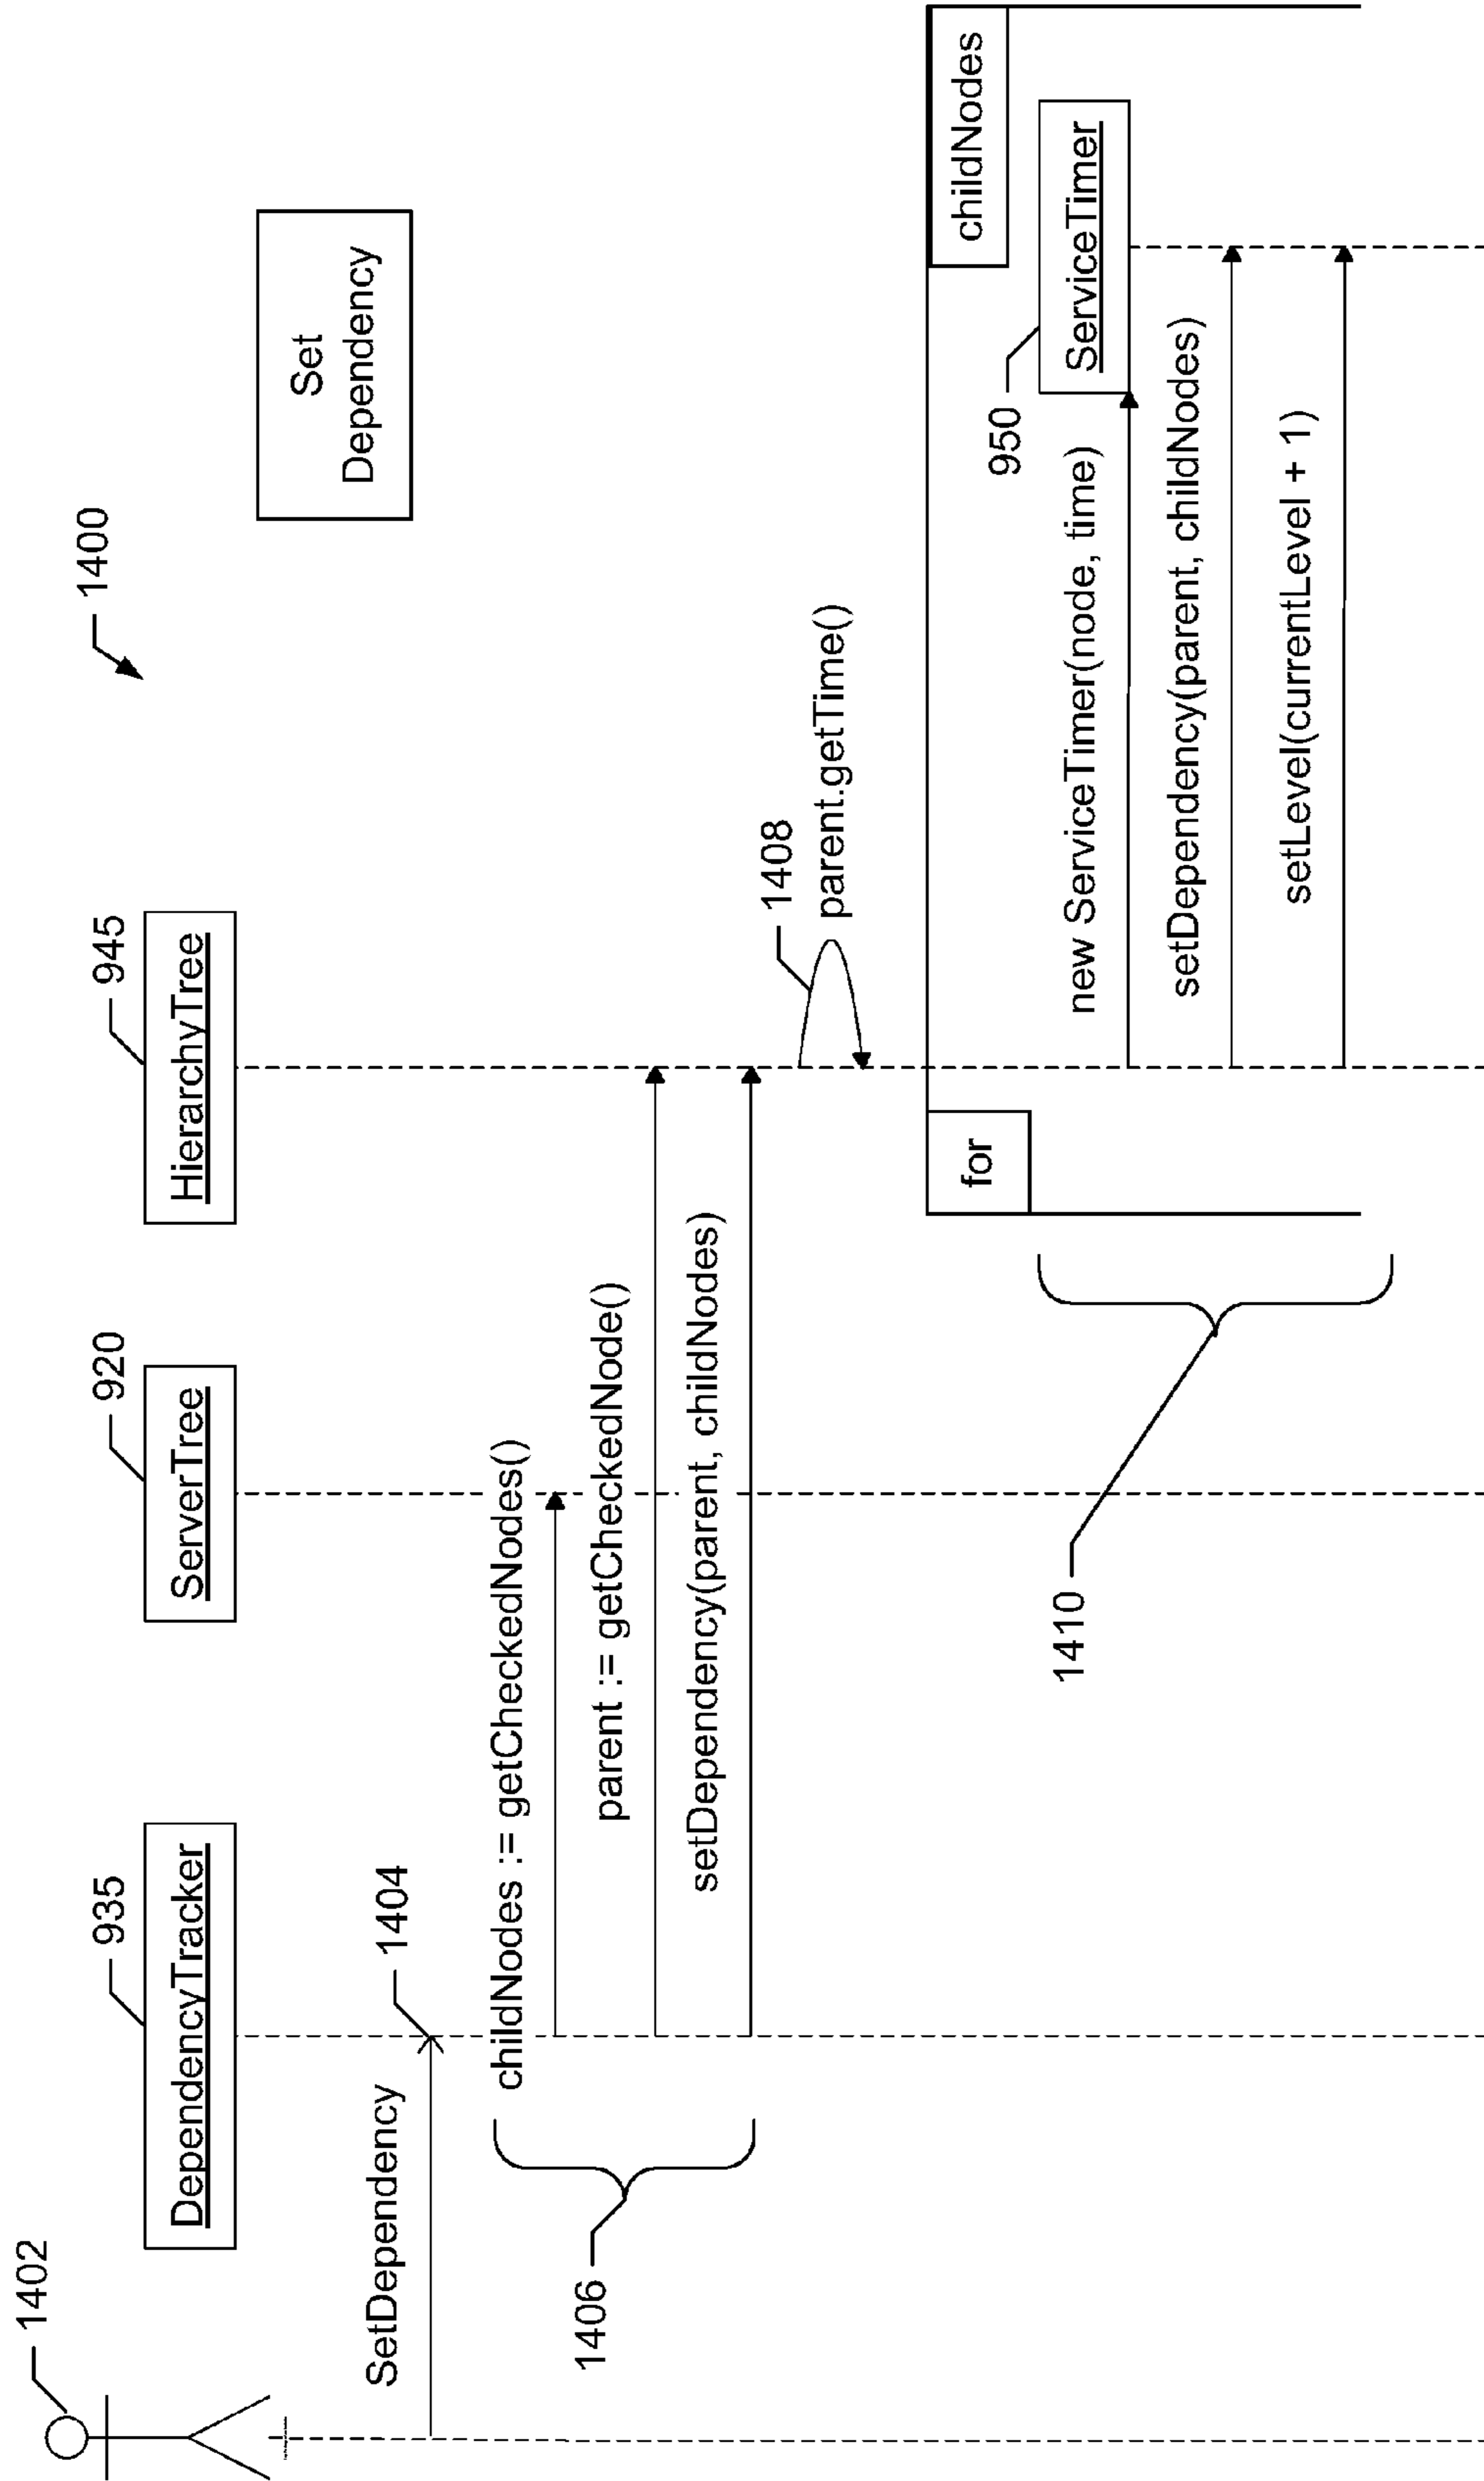 1400
Set
Dependency
1402
935
DependencyTracker
920
ServerTree
945
HierarchyTree
SetDependency
1404
1406
childNodes := getCheckedNodes()
parent := getCheckedNode()
setDependency(parent, childNodes)
1408
parent.getTime()
for
childNodes
950
ServiceTimer
new ServiceTimer(node, time)
setDependency(parent, childNodes)
setLevel(currentLevel + 1)
1410